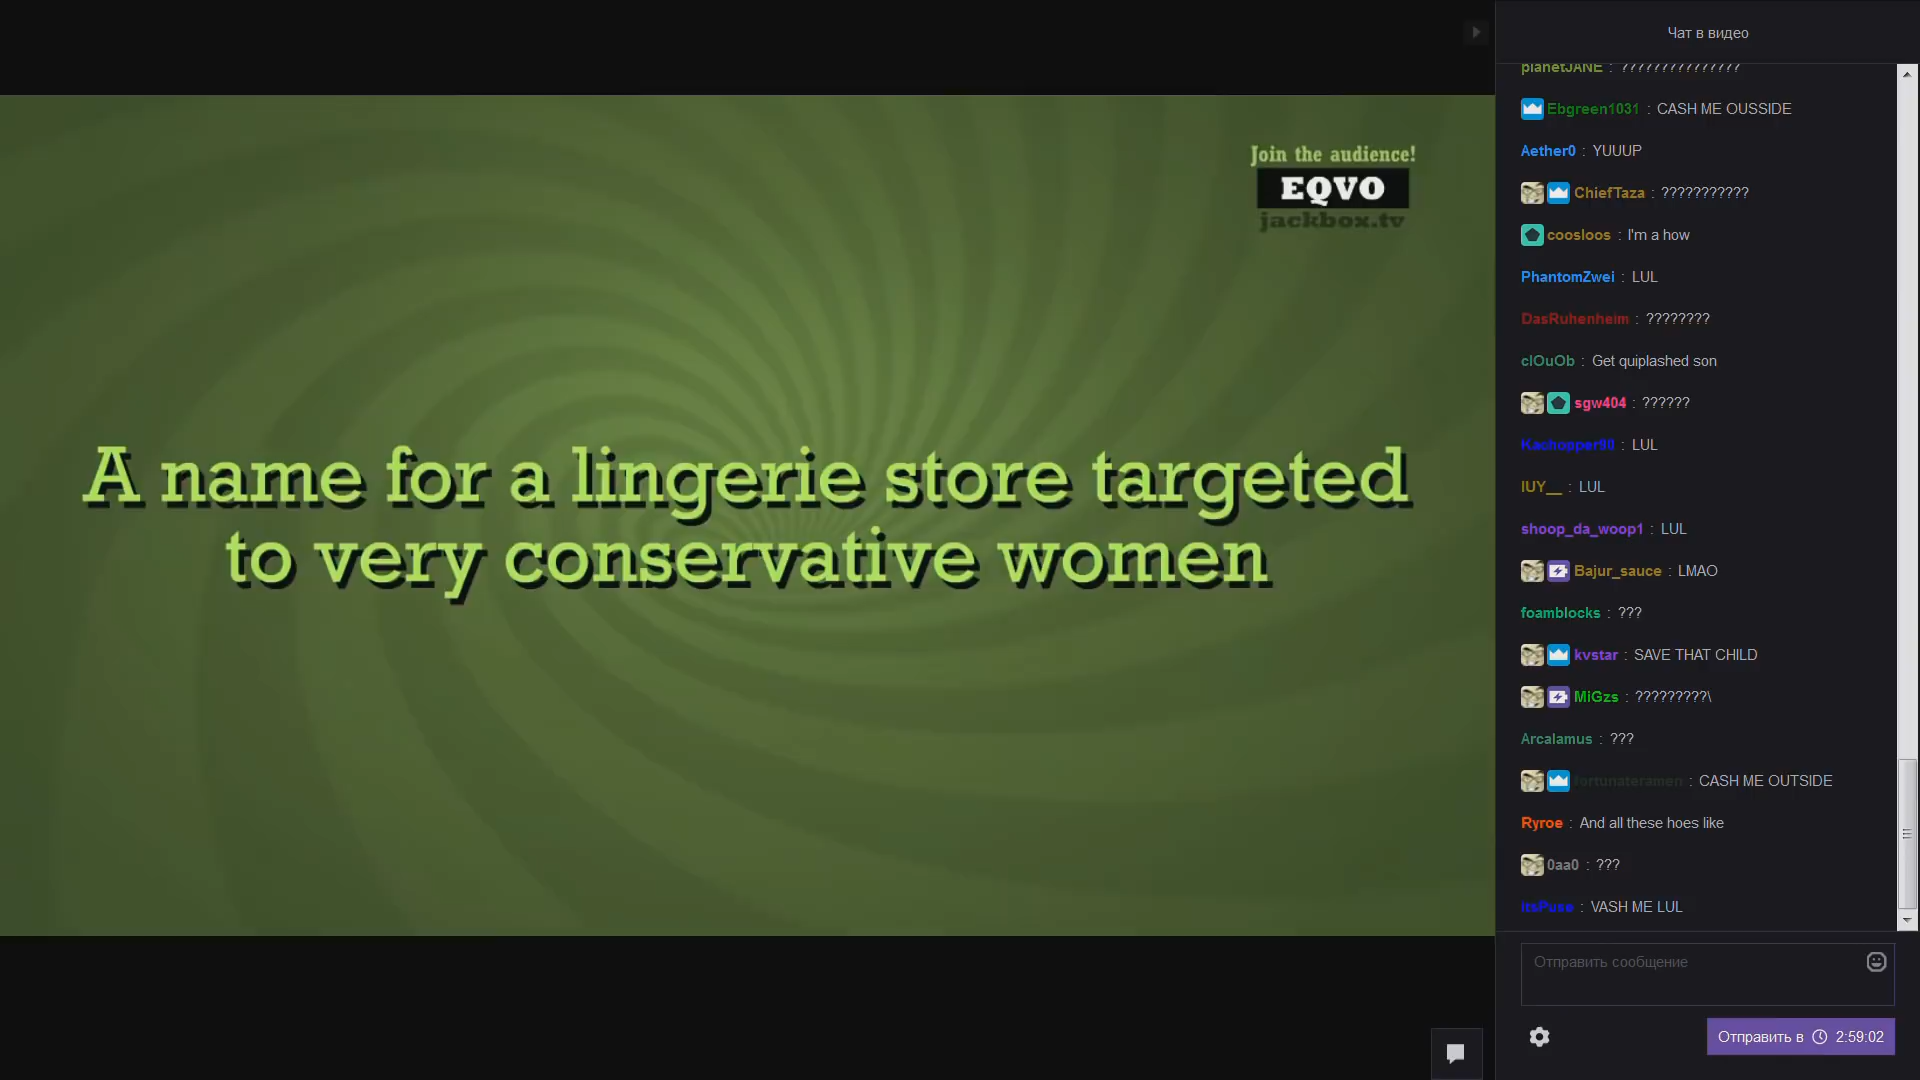 Join the audience!
EQVO
jackbox.tv
A name for a lingerie store targeted
to very conservative women
Чат в видео
planetJANE : ???????????????
Ebgreen1031 : CASH ME OUSSIDE
Aether0 : YUUUP
ChiefTaza : ???????????
coosloos : I'm a how
PhantomZwei : LUL
DasRuhenheim : ????????
clOuOb : Get quiplashed son
sgw404 : ??????
Kachopper90 : LUL
IUY__ : LUL
shoop_da_woop1 : LUL
Bajur_sauce : LMAO
foamblocks : ???
kvstar : SAVE THAT CHILD
MiGzs : ?????????\
Arcalamus : ???
fortunateramen : CASH ME OUTSIDE
Ryroe : And all these hoes like
0aa0 : ???
: VASH ME LUL
Отправить сообщение
Отправить в 2:59:02